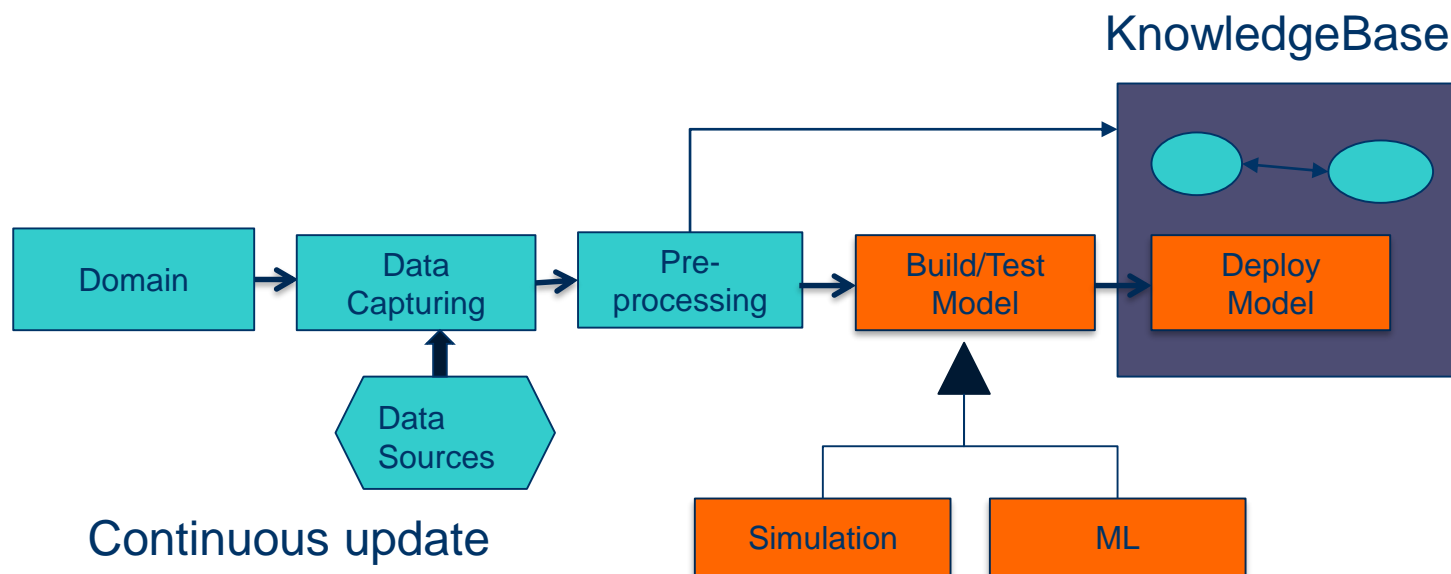 KnowledgeBase
Domain
Data
Capturing
Pre-
processing
Build/Test
Model
Deploy
Model
Data
Sources
Continuous update
Simulation
ML